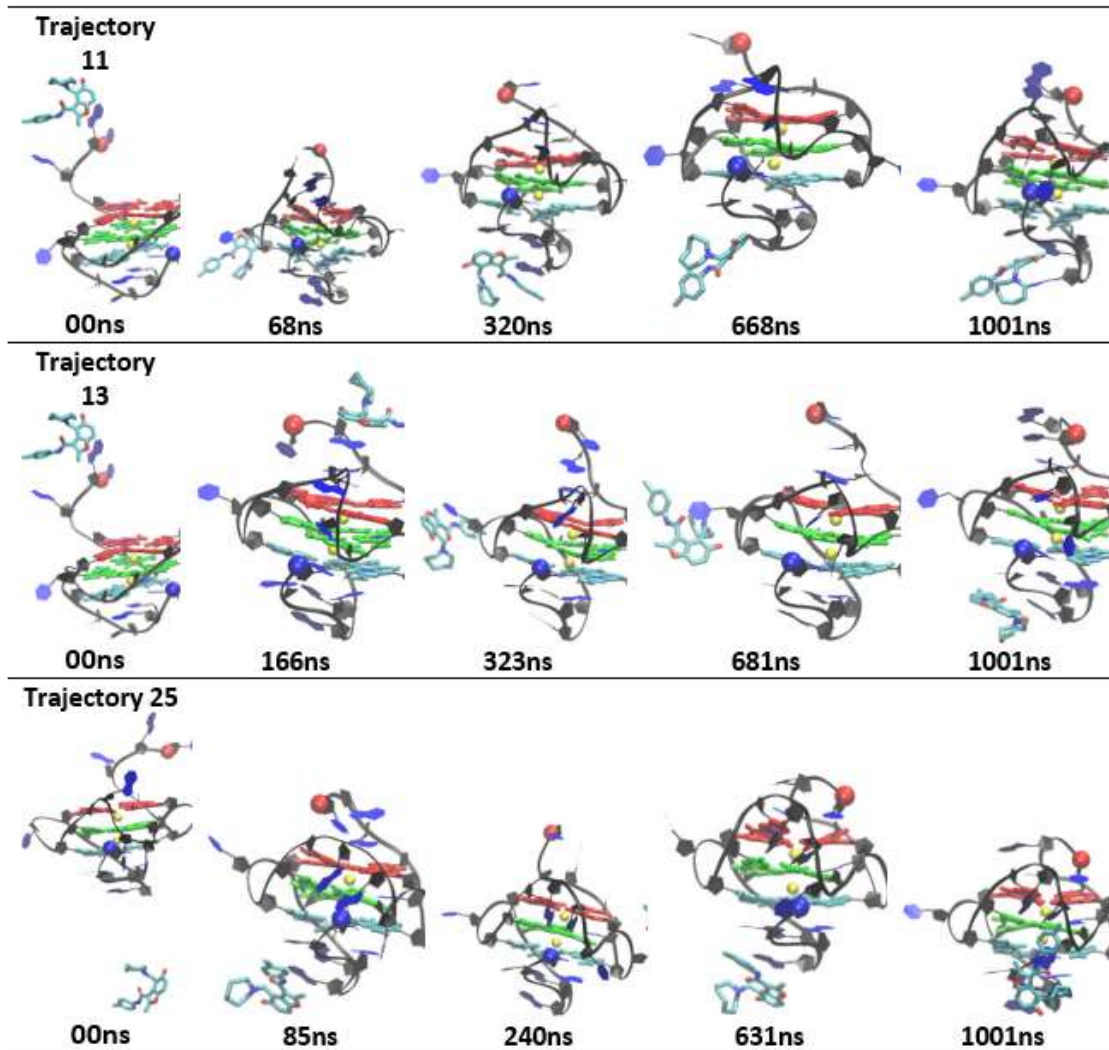 Trajectory
11
00ns 68ns 320ns 668ns 1001ns
Trajectory
13
00ns 166ns 323ns 681ns 1001ns
Trajectory 25
00ns 85ns 240ns 631ns 1001ns